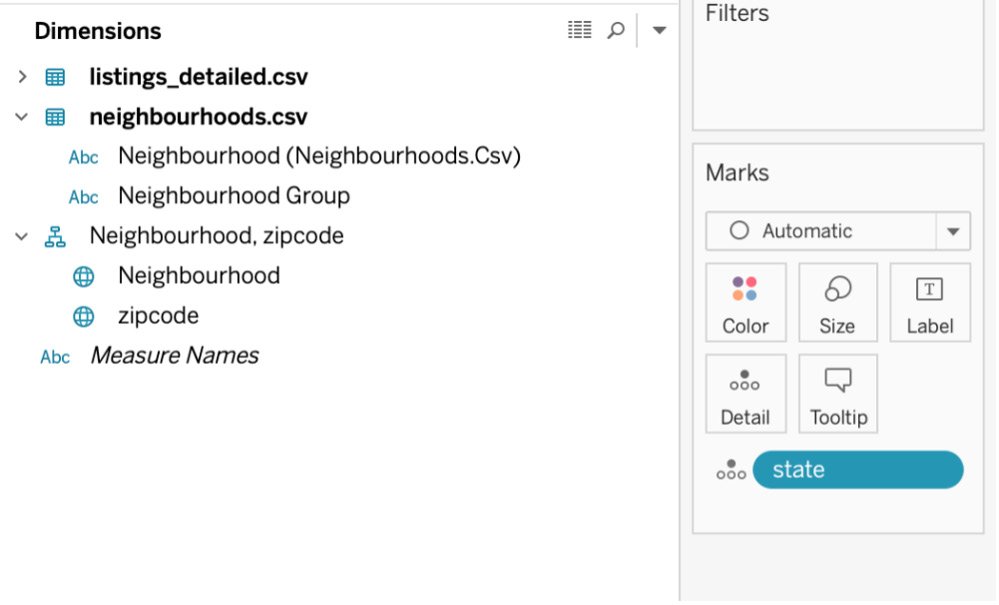 Dimensions
listings_detailed.csv
neighbourhoods.csv
Abc Neighbourhood (Neighbourhoods.Csv)
Abc Neighbourhood Group
Neighbourhood, zipcode
Neighbourhood
zipcode
Abc Measure Names
Filters
Marks
Automatic
Color
Size
T
Label
Detail
Tooltip
state